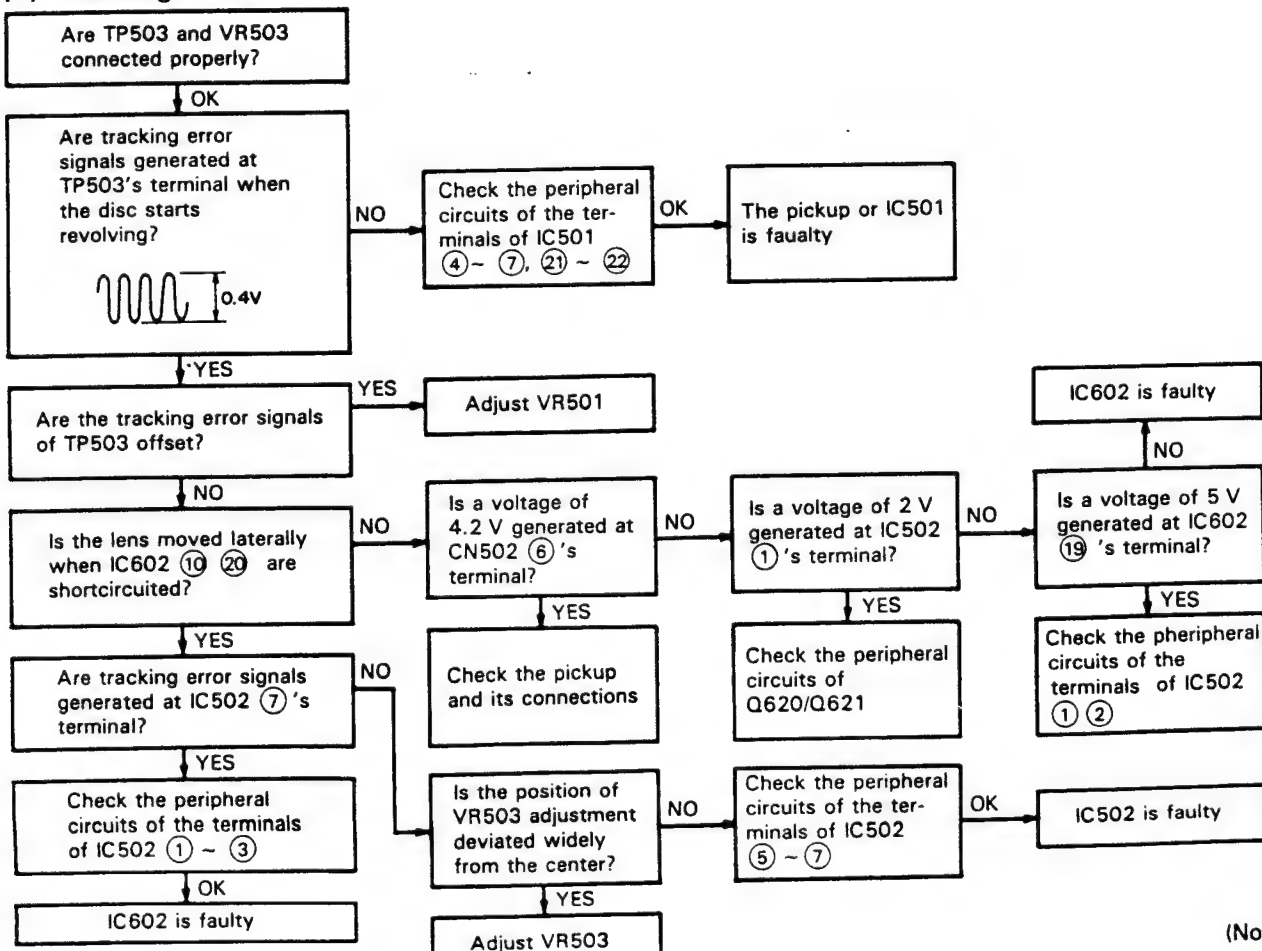 Are TP503 and VR503
connected properly?
OK
Are tracking error
signals generated at
TP503's terminal when
the disc starts
revolving?
0.4V
NO
Check the peripheral
circuits of the ter-
minals of IC501
④ ~ ⑦, ㉑ ~ ㉒
OK
The pickup or IC501
is faualty
YES
Are the tracking error signals
of TP503 offset?
YES
Adjust VR501
NO
Is the lens moved laterally
when IC602 ⑩ ⑳ are
shortcircuited?
NO
Is a voltage of
4.2 V generated at
CN502 ⑥'s
terminal?
NO
Is a voltage of 2 V
generated at IC502
①'s terminal?
NO
Is a voltage of 5 V
generated at IC602
⑲'s terminal?
NO
IC602 is faulty
YES
Check the pheripheral
circuits of the
terminals of IC502
① ②
YES
Check the peripheral
circuits of
Q620/Q621
YES
Check the pickup
and its connections
YES
Are tracking error signals
generated at IC502 ⑦'s
terminal?
NO
Is the position of
VR503 adjustment
deviated widely
from the center?
NO
Check the peripheral
circuits of the ter-
minals of IC502
⑤ ~ ⑦
OK
IC502 is faulty
YES
Adjust VR503
YES
Check the peripheral
circuits of the terminals
of IC502 ① ~ ③
OK
IC602 is faulty
(No